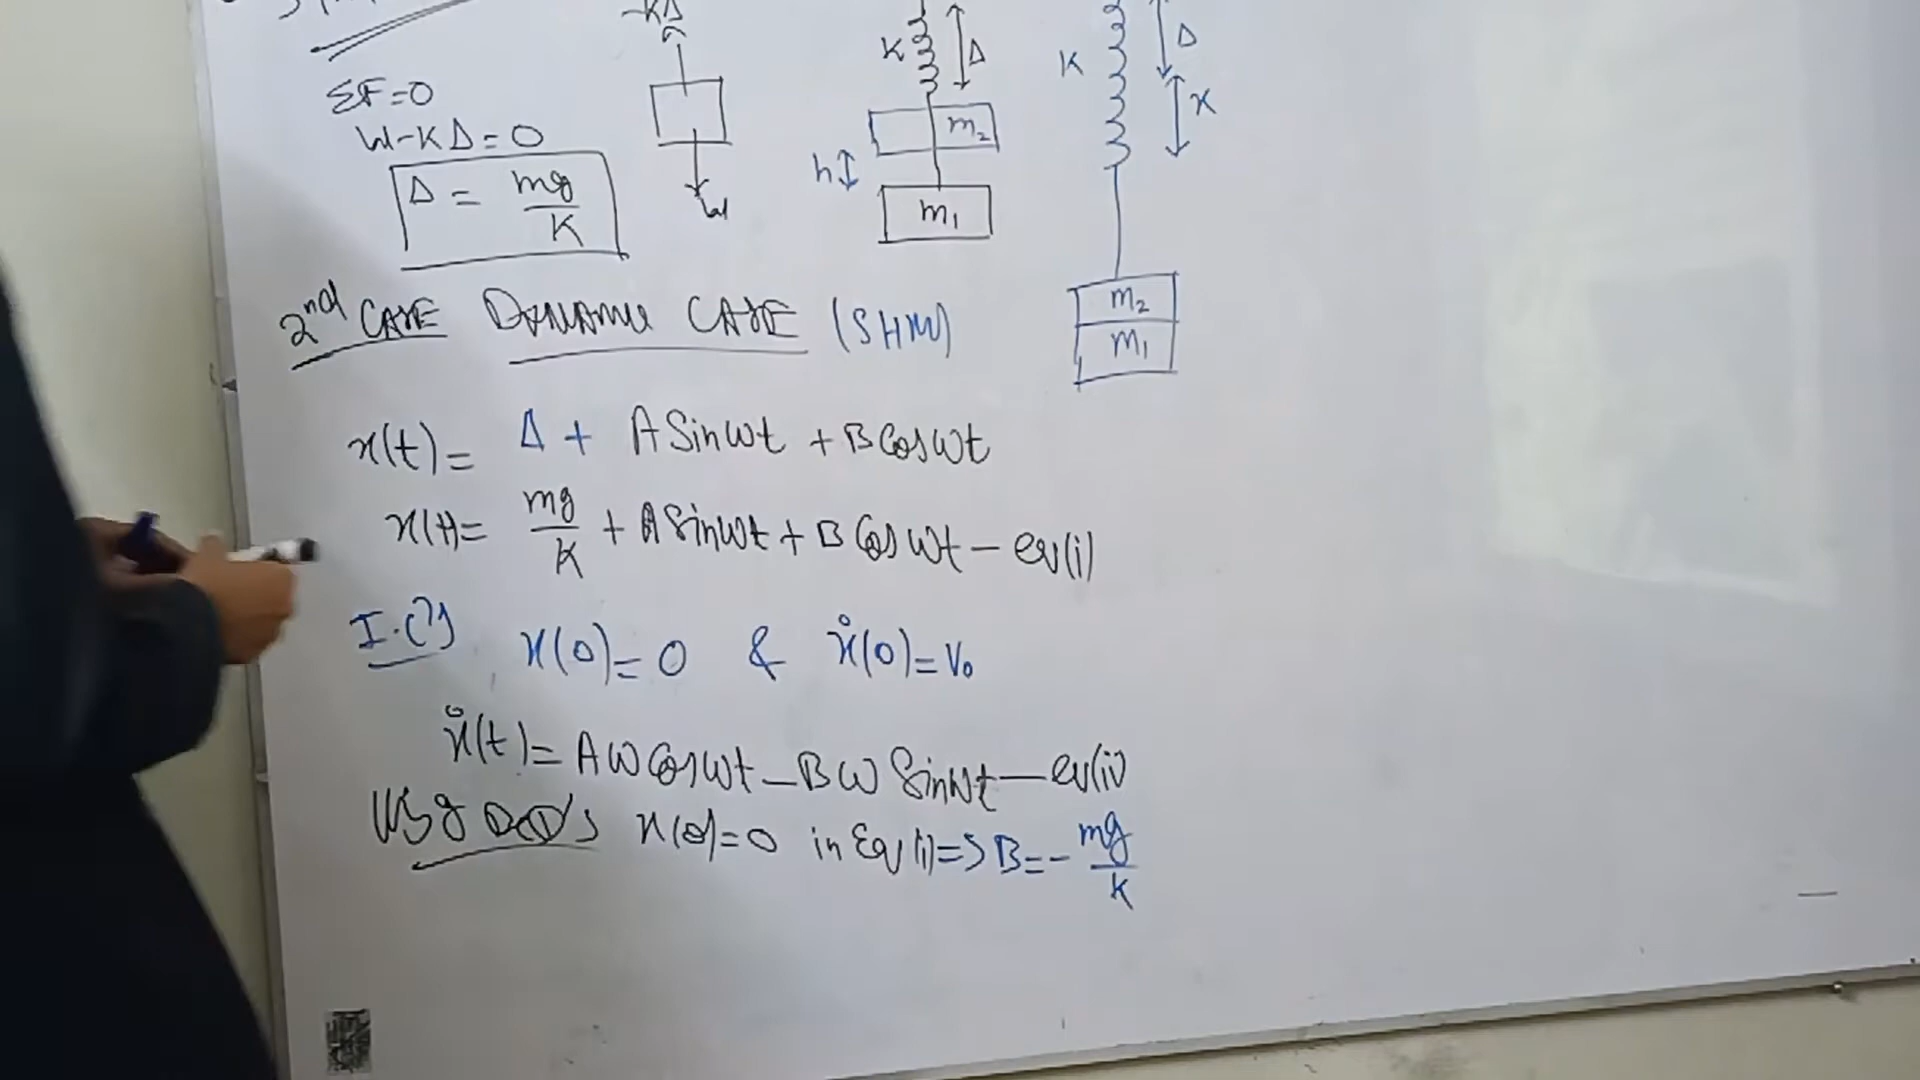 -KΔ
ΣF=0
W-KΔ=0
Δ = mg/K
W
K Δ
m₂
h
m₁
K Δ
x
m₂
m₁
2nd CASE DYNAMIC CASE (SHM)
x(t)= Δ + A Sinωt + B Cosωt
x(t)= mg/K + A Sinωt + B Cosωt - eq(i)
x(0)=0 & ẋ(0)=V₀
ẋ(t)= Aω Cosωt - Bω Sinωt - eq(ii)
x(0)=0 in Eq(i)=> B=- mg/K